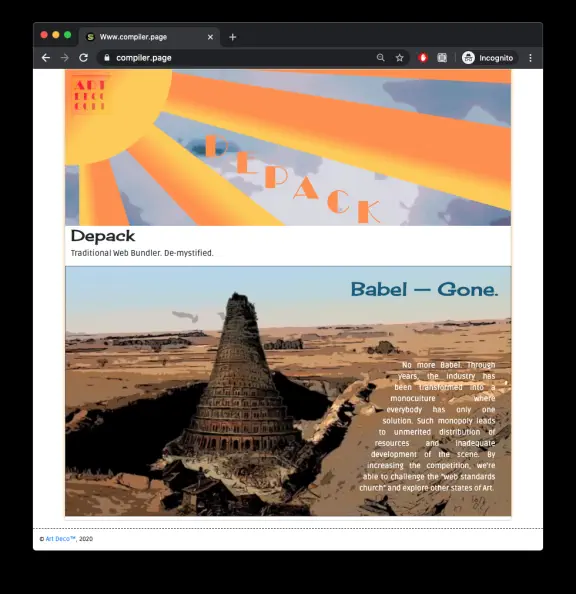 Www.compiler.page
compiler.page
Incognito
ART
DECO
CODE
DEPACK
Depack
Traditional Web Bundler. De-mystified.
Babel — Gone.
No more Babel. Through
years, the industry has
been transformed into a
monoculture where
everybody has only one
solution. Such monopoly leads
to unmerited distribution of
resources and inadequate
development of the scene. By
increasing the competition, we're
able to challenge the "web standards
church" and explore other states of Art.
© Art Deco™, 2020